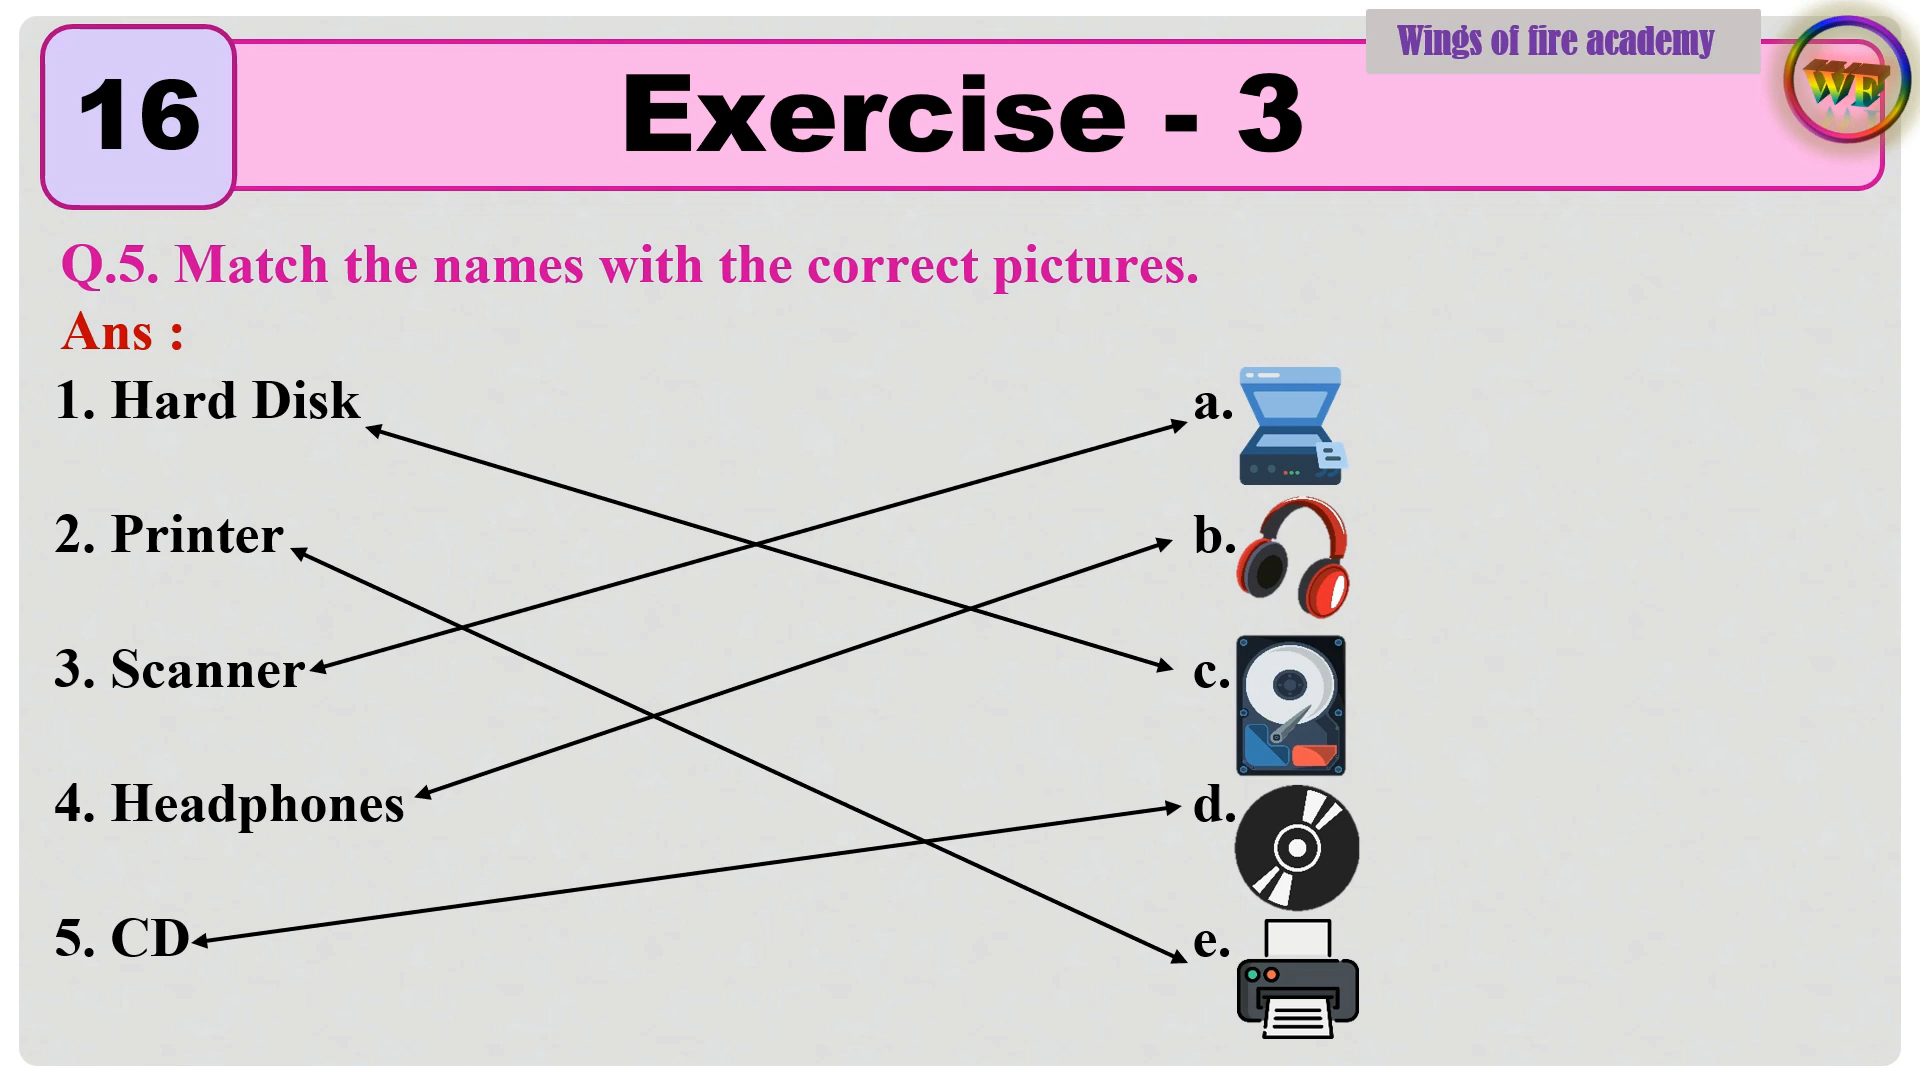 Wings of fire academy
WF
16
Exercise - 3
Q.5. Match the names with the correct pictures.
Ans :
1. Hard Disk
a.
2. Printer
b.
3. Scanner
c.
4. Headphones
d.
5. CD
e.